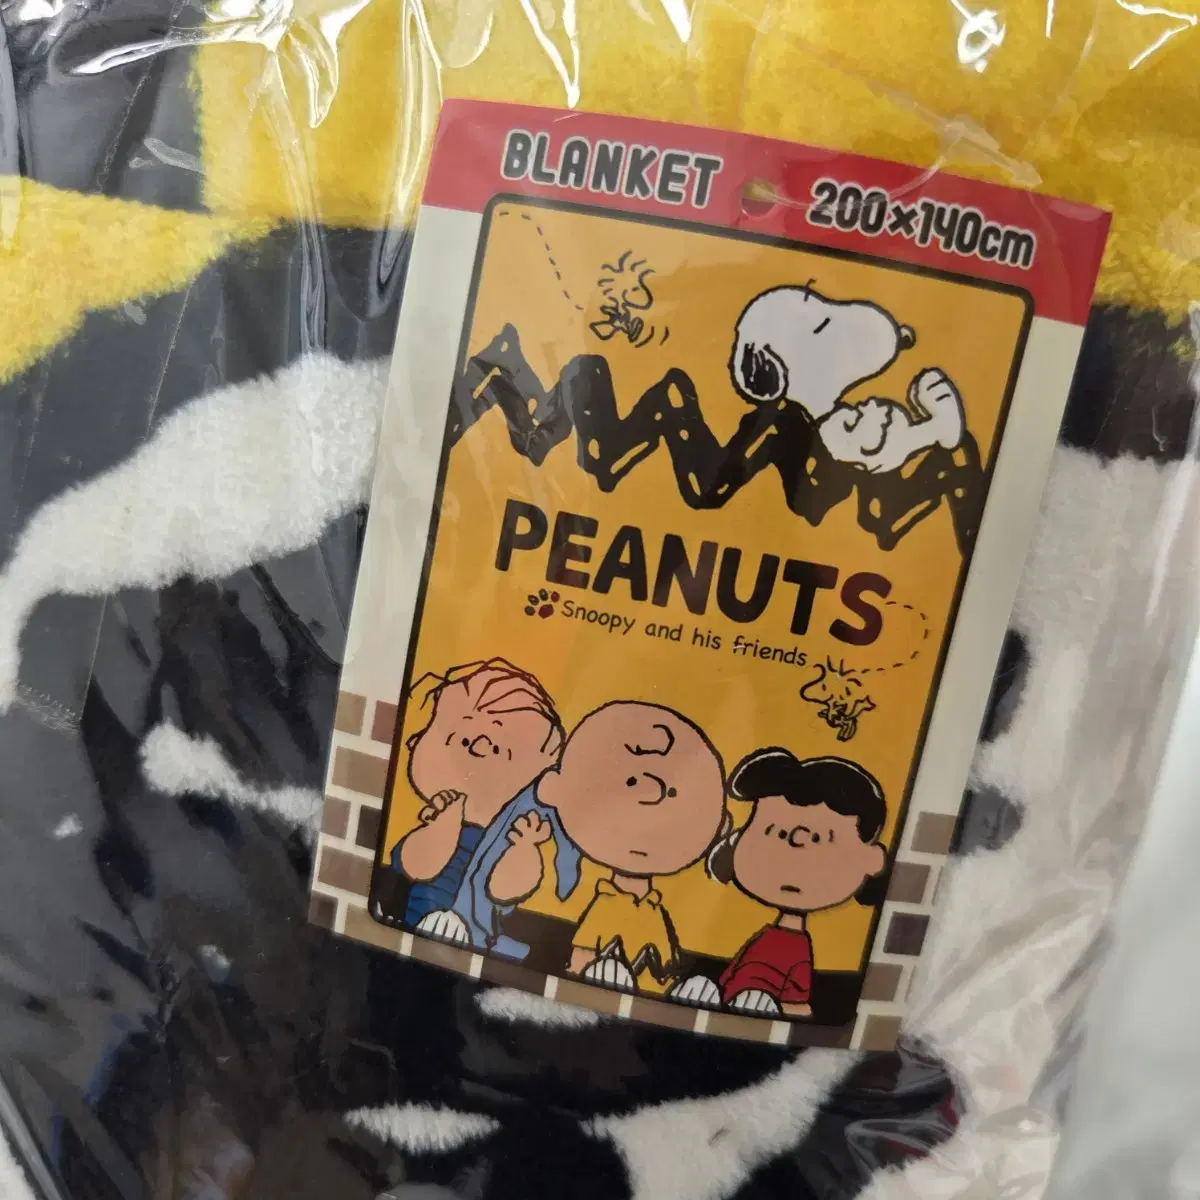 BLANKET 200×140cm
PEANUTS
Snoopy and his friends